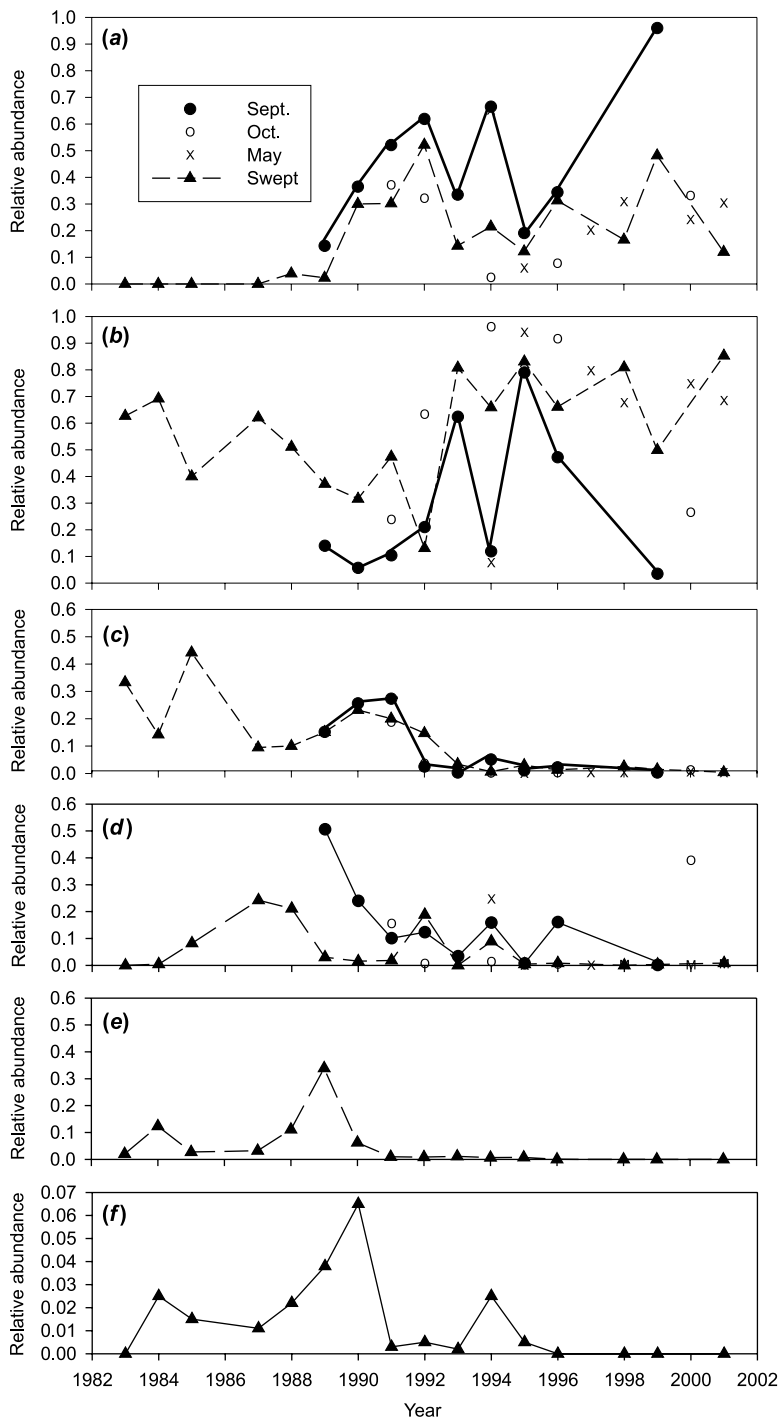 (a)
Relative abundance
1.0
0.9
0.8
0.7
0.6
0.5
0.4
0.3
0.2
0.1
0.0
Sept.
O Oct.
X May
Swept
(b)
Relative abundance
1.0
0.9
0.8
0.7
0.6
0.5
0.4
0.3
0.2
0.1
0.0
(c)
Relative abundance
0.6
0.5
0.4
0.3
0.2
0.1
0.0
(d)
Relative abundance
0.6
0.5
0.4
0.3
0.2
0.1
0.0
(e)
Relative abundance
0.6
0.5
0.4
0.3
0.2
0.1
0.0
(f)
Relative abundance
0.07
0.06
0.05
0.04
0.03
0.02
0.01
0.00
1982 1984 1986 1988 1990 1992 1994 1996 1998 2000 2002
Year